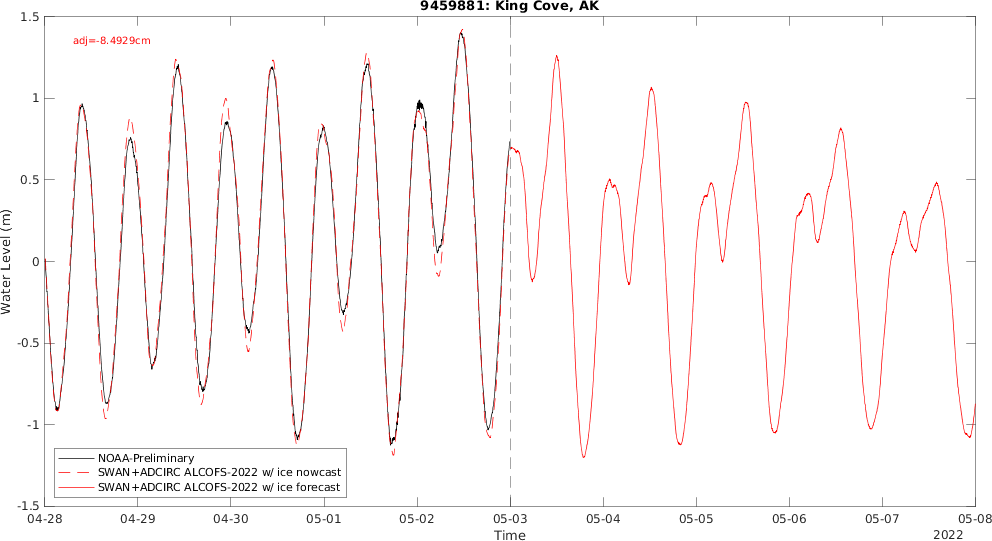 9459881: King Cove, AK
adj=-8.4929cm
Water Level (m)
1.5
1
0.5
0
-0.5
-1
-1.5
NOAA-Preliminary
SWAN+ADCIRC ALCOFS-2022 w/ ice nowcast
SWAN+ADCIRC ALCOFS-2022 w/ ice forecast
04-28 04-29 04-30 05-01 05-02 05-03 05-04 05-05 05-06 05-07 05-08
Time
2022